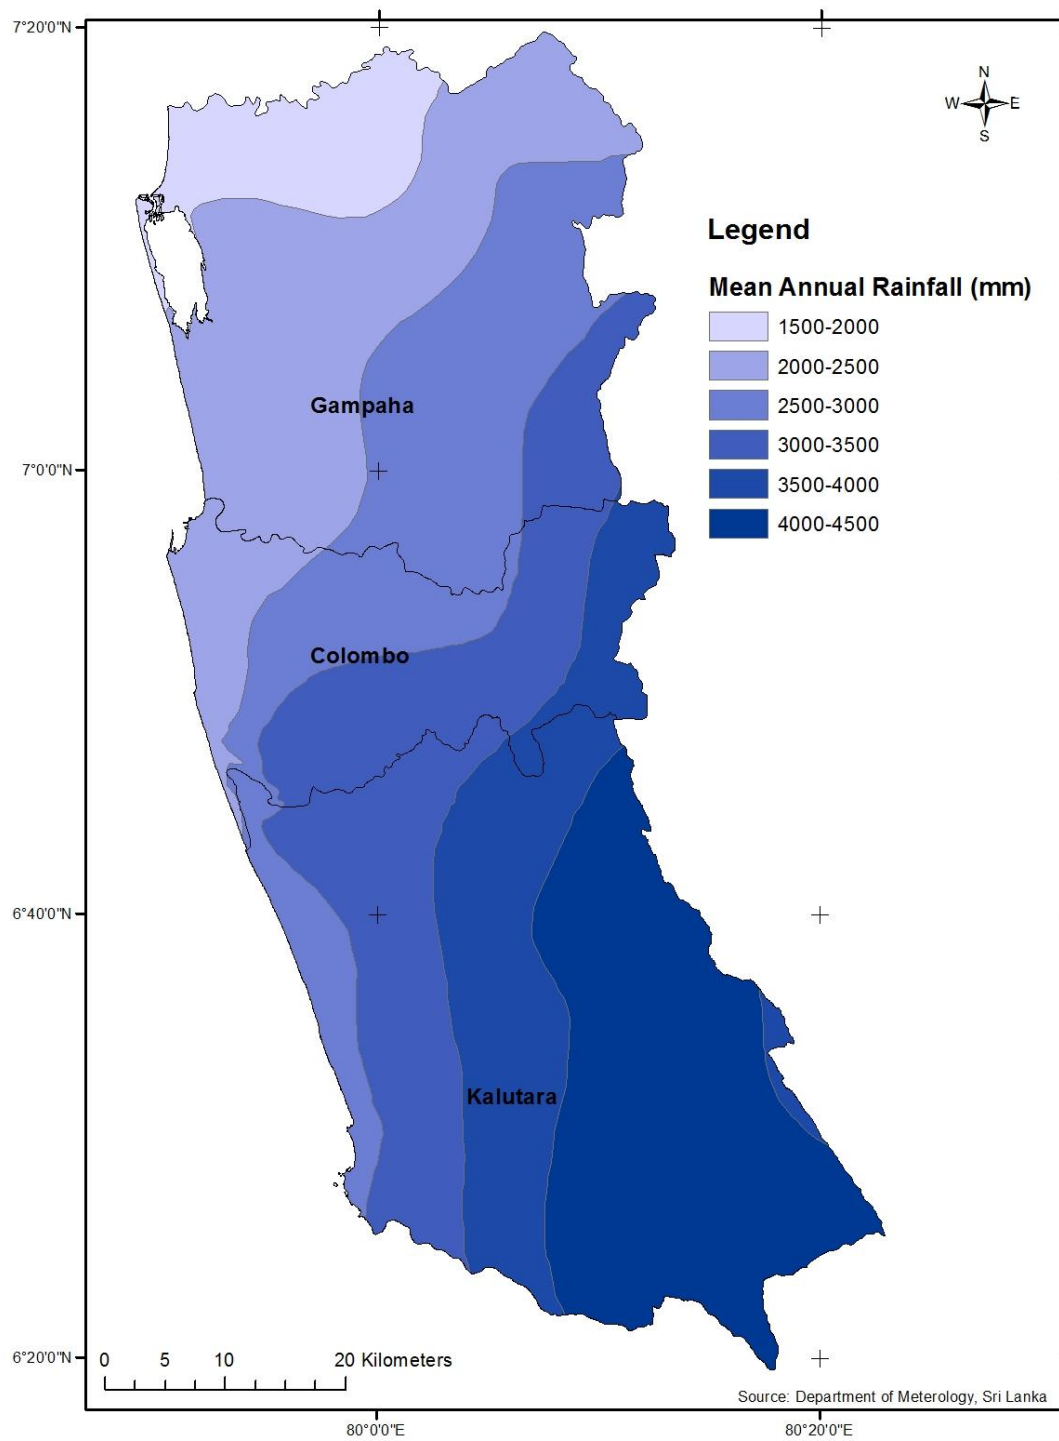 7°20'0"N
N
W E
S
Legend
Mean Annual Rainfall (mm)
1500-2000
2000-2500
2500-3000
3000-3500
3500-4000
4000-4500
Gampaha
7°0'0"N
Colombo
6°40'0"N
Kalutara
6°20'0"N
0 5 10 20 Kilometers
Source: Department of Meterology, Sri Lanka
80°0'0"E
80°20'0"E